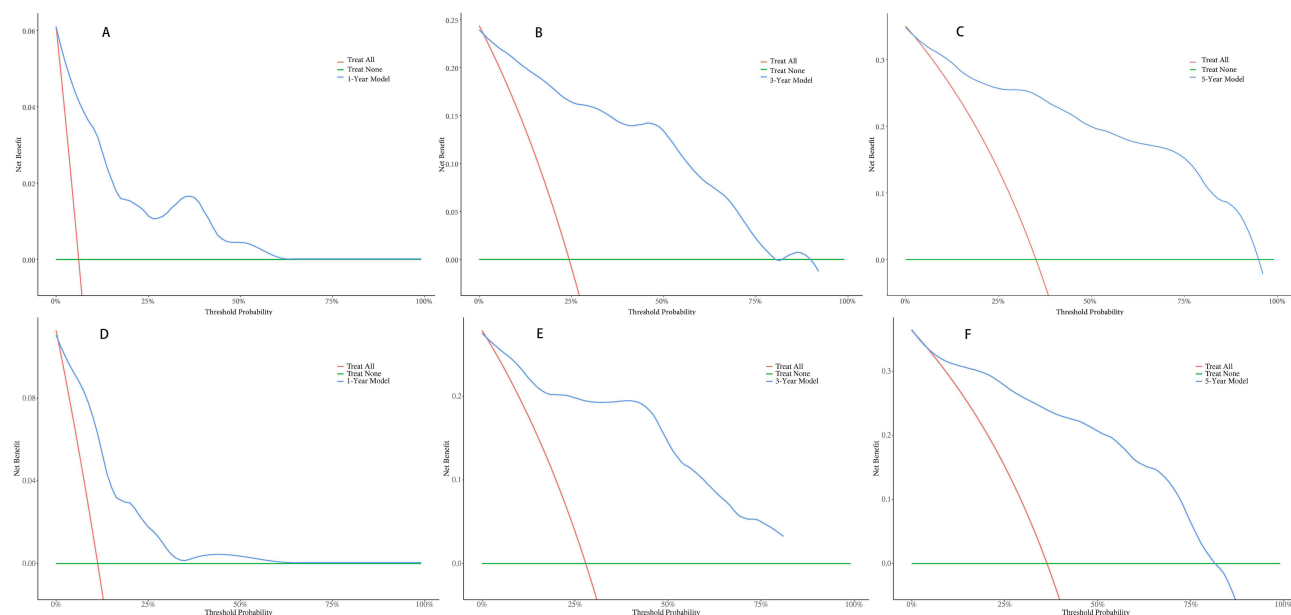 A
0.06
0.04
0.02
0.00
Net Benefit
Treat All
Treat None
1-Year Model
0%
25%
50%
75%
100%
Threshold Probability
B
0.25
0.20
0.15
0.10
0.05
0.00
Net Benefit
Treat All
Treat None
3-Year Model
0%
25%
50%
75%
100%
Threshold Probability
C
0.3
0.2
0.1
0.0
Net Benefit
Treat All
Treat None
5-Year Model
0%
25%
50%
75%
100%
Threshold Probability
D
0.08
0.04
0.00
Net Benefit
Treat All
Treat None
1-Year Model
0%
25%
50%
75%
100%
Threshold Probability
E
0.2
0.1
0.0
Net Benefit
Treat All
Treat None
3-Year Model
0%
25%
50%
75%
100%
Threshold Probability
F
0.3
0.2
0.1
0.0
Net Benefit
Treat All
Treat None
5-Year Model
0%
25%
50%
75%
100%
Threshold Probability